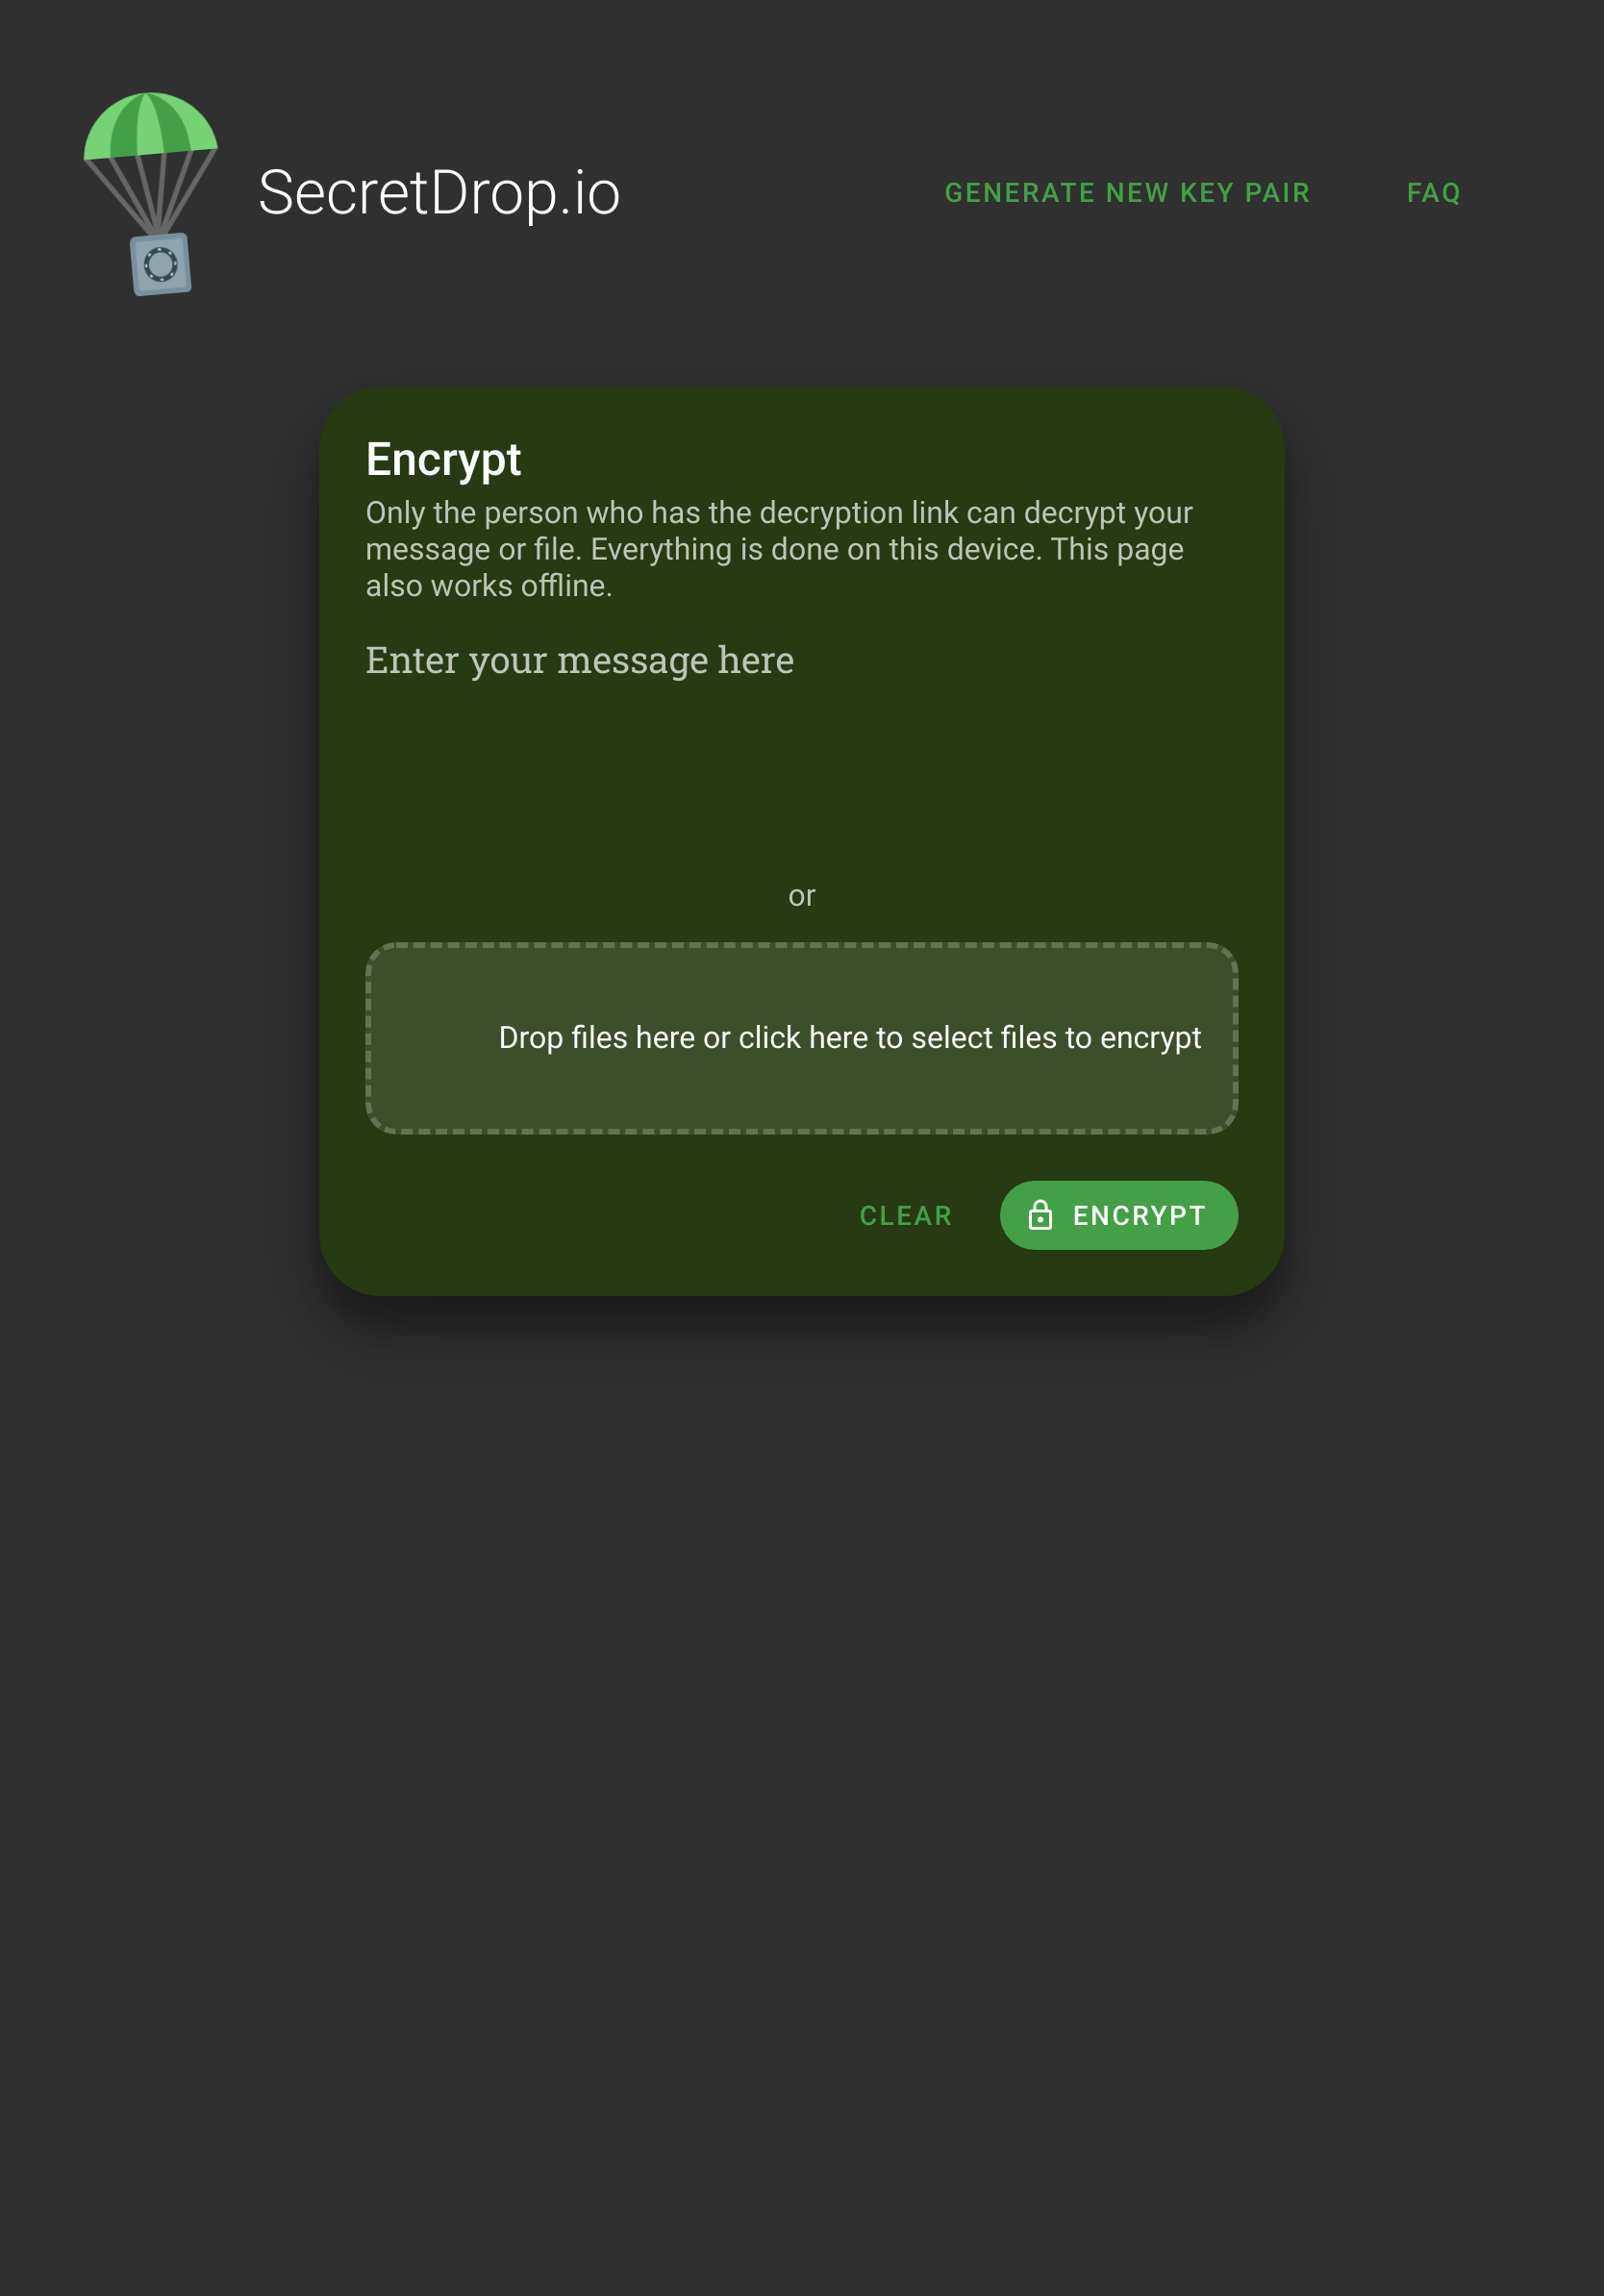 SecretDrop.io
GENERATE NEW KEY PAIR
FAQ
Encrypt
Only the person who has the decryption link can decrypt your
message or file. Everything is done on this device. This page
also works offline.
Enter your message here
or
Drop files here or click here to select files to encrypt
CLEAR
ENCRYPT